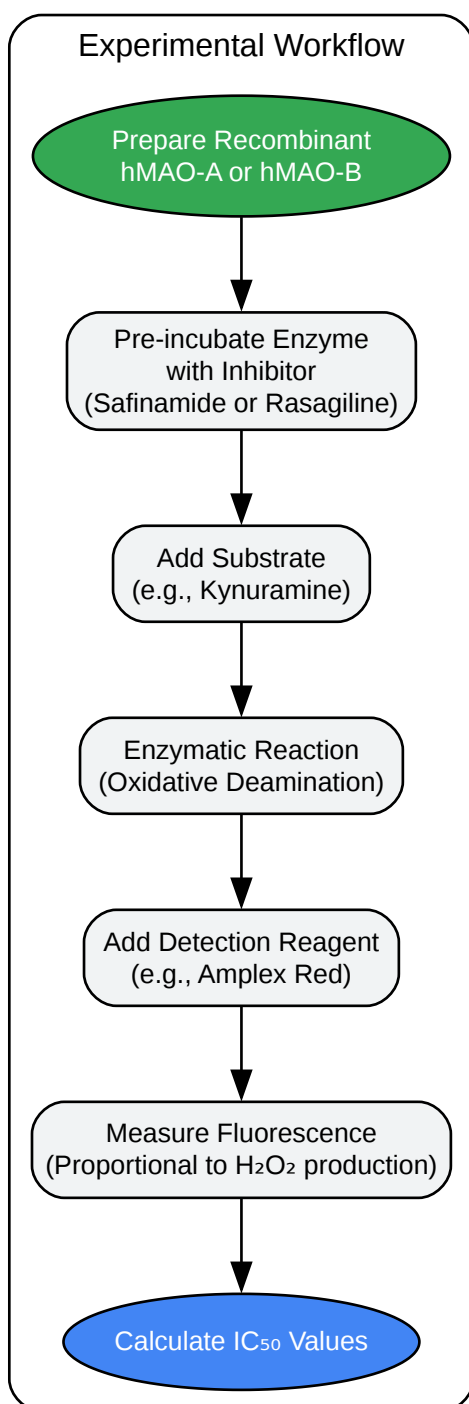 Experimental Workflow
Prepare Recombinant
hMAO-A or hMAO-B
Pre-incubate Enzyme
with Inhibitor
(Safinamide or Rasagiline)
Add Substrate
(e.g., Kynuramine)
Enzymatic Reaction
(Oxidative Deamination)
Add Detection Reagent
(e.g., Amplex Red)
Measure Fluorescence
(Proportional to H₂O₂ production)
Calculate IC₅₀ Values